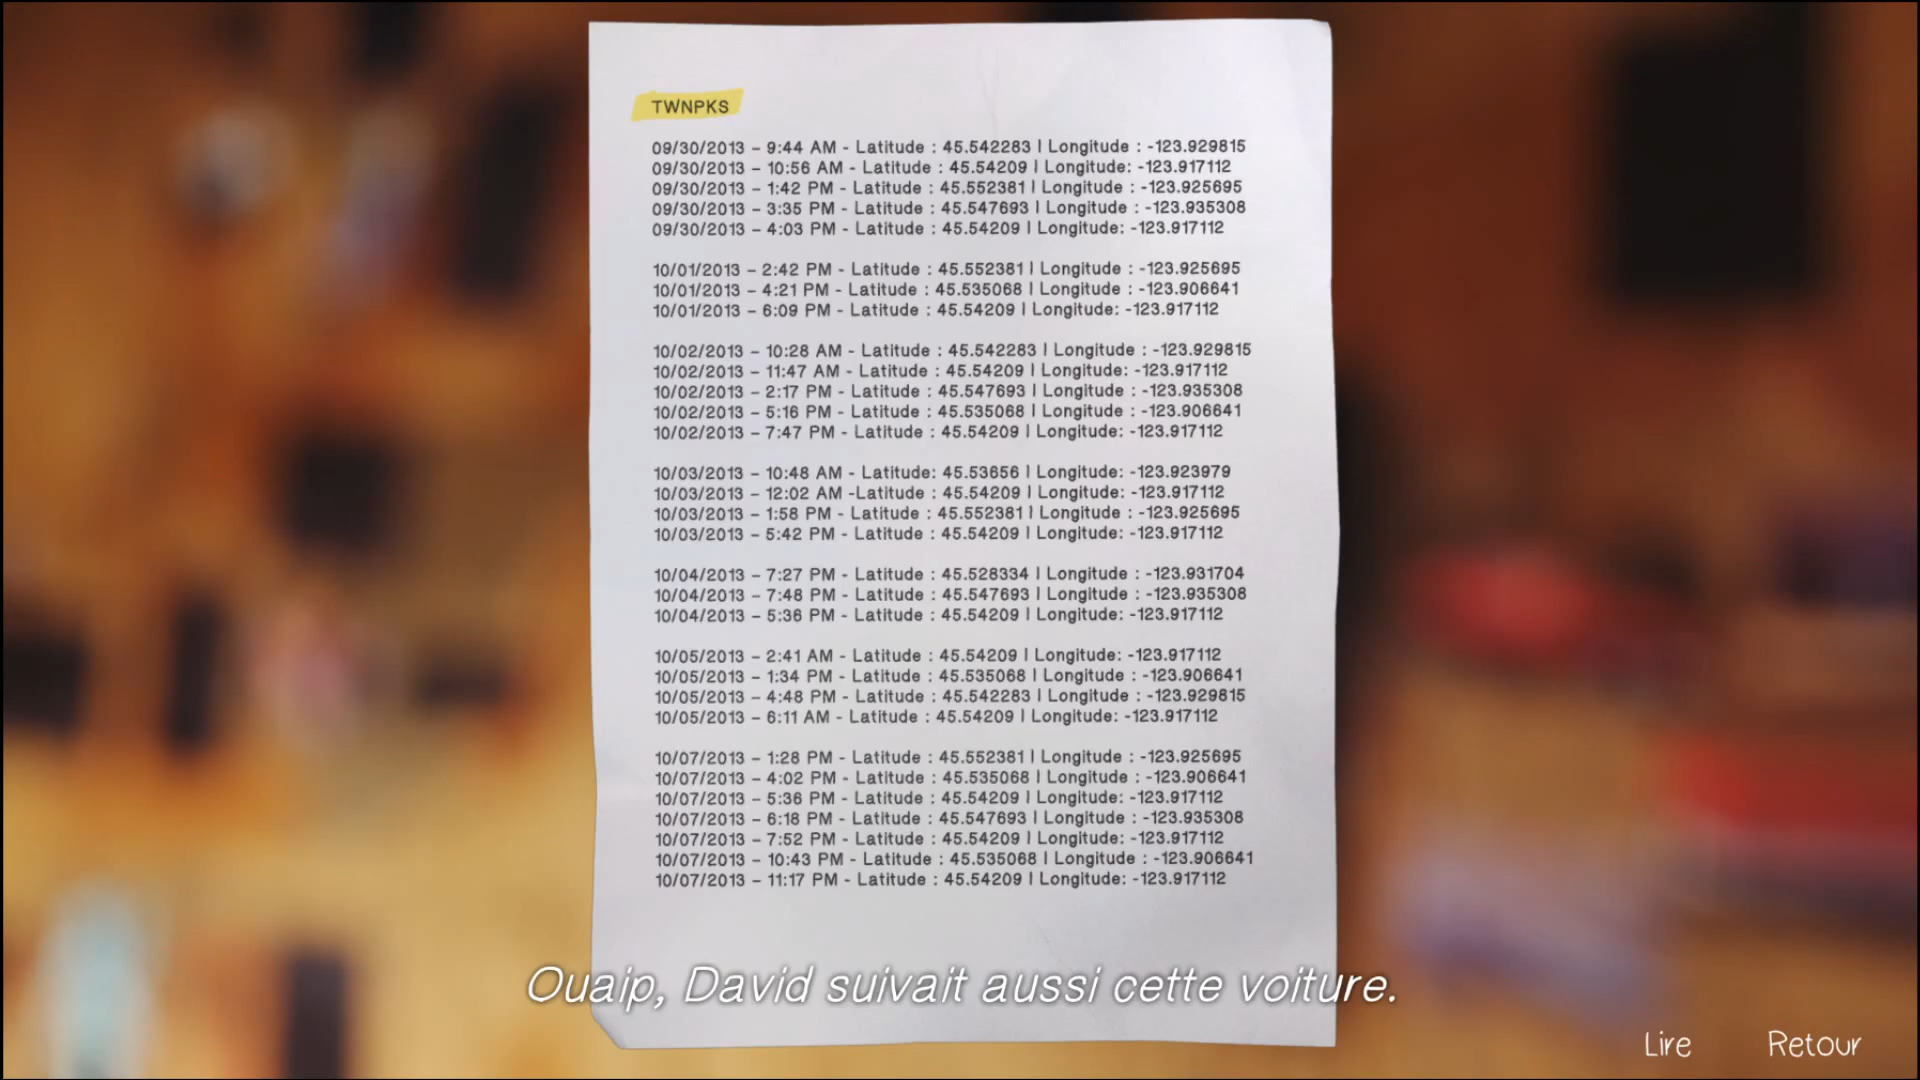 TWNPKS
09/30/2013 – 9:44 AM - Latitude : 45.542283 | Longitude : -123.929815
09/30/2013 – 10:56 AM - Latitude : 45.54209 | Longitude: -123.917112
09/30/2013 – 1:42 PM - Latitude : 45.552381 | Longitude : -123.925695
09/30/2013 – 3:35 PM - Latitude : 45.547693 | Longitude : -123.935308
09/30/2013 – 4:03 PM - Latitude : 45.54209 | Longitude: -123.917112
10/01/2013 – 2:42 PM - Latitude : 45.552381 | Longitude : -123.925695
10/01/2013 – 4:21 PM - Latitude : 45.535068 | Longitude : -123.906641
10/01/2013 – 6:09 PM - Latitude : 45.54209 | Longitude: -123.917112
10/02/2013 – 10:28 AM - Latitude : 45.542283 | Longitude : -123.929815
10/02/2013 – 11:47 AM - Latitude : 45.54209 | Longitude: -123.917112
10/02/2013 – 2:17 PM - Latitude : 45.547693 | Longitude : -123.935308
10/02/2013 – 5:16 PM - Latitude : 45.535068 | Longitude : -123.906641
10/02/2013 – 7:47 PM - Latitude : 45.54209 | Longitude: -123.917112
10/03/2013 – 10:48 AM - Latitude: 45.53656 | Longitude: -123.923979
10/03/2013 – 12:02 AM -Latitude : 45.54209 | Longitude: -123.917112
10/03/2013 – 1:58 PM - Latitude : 45.552381 | Longitude : -123.925695
10/03/2013 – 5:42 PM - Latitude : 45.54209 | Longitude: -123.917112
10/04/2013 – 7:27 PM - Latitude : 45.528334 | Longitude : -123.931704
10/04/2013 – 7:48 PM - Latitude : 45.547693 | Longitude : -123.935308
10/04/2013 – 5:36 PM - Latitude : 45.54209 | Longitude: -123.917112
10/05/2013 – 2:41 AM - Latitude : 45.54209 | Longitude: -123.917112
10/05/2013 – 1:34 PM - Latitude : 45.535068 | Longitude : -123.906641
10/05/2013 – 4:48 PM - Latitude : 45.542283 | Longitude : -123.929815
10/05/2013 – 6:11 AM - Latitude : 45.54209 | Longitude: -123.917112
10/07/2013 – 1:28 PM - Latitude : 45.552381 | Longitude : -123.925695
10/07/2013 – 4:02 PM - Latitude : 45.535068 | Longitude : -123.906641
10/07/2013 – 5:36 PM - Latitude : 45.54209 | Longitude: -123.917112
10/07/2013 – 6:18 PM - Latitude : 45.547693 | Longitude : -123.935308
10/07/2013 – 7:52 PM - Latitude : 45.54209 | Longitude: -123.917112
10/07/2013 – 10:43 PM - Latitude : 45.535068 | Longitude : -123.906641
10/07/2013 – 11:17 PM - Latitude : 45.54209 | Longitude: -123.917112
Ouaip, David suivait aussi cette voiture.
Lire Retour